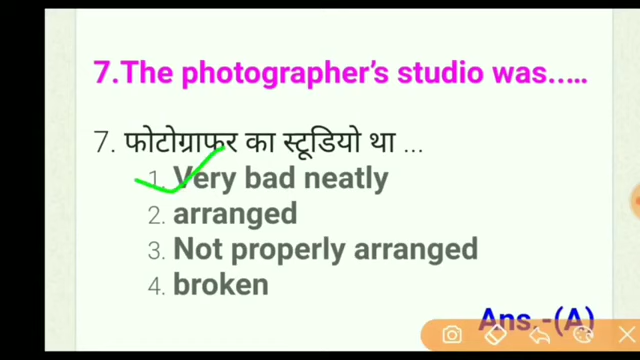 7.The photographer's studio was.....
7. फोटोग्राफर का स्टूडियो था ...
1. Very bad neatly
2. arranged
3. Not properly arranged
4. broken
Ans.-(A)